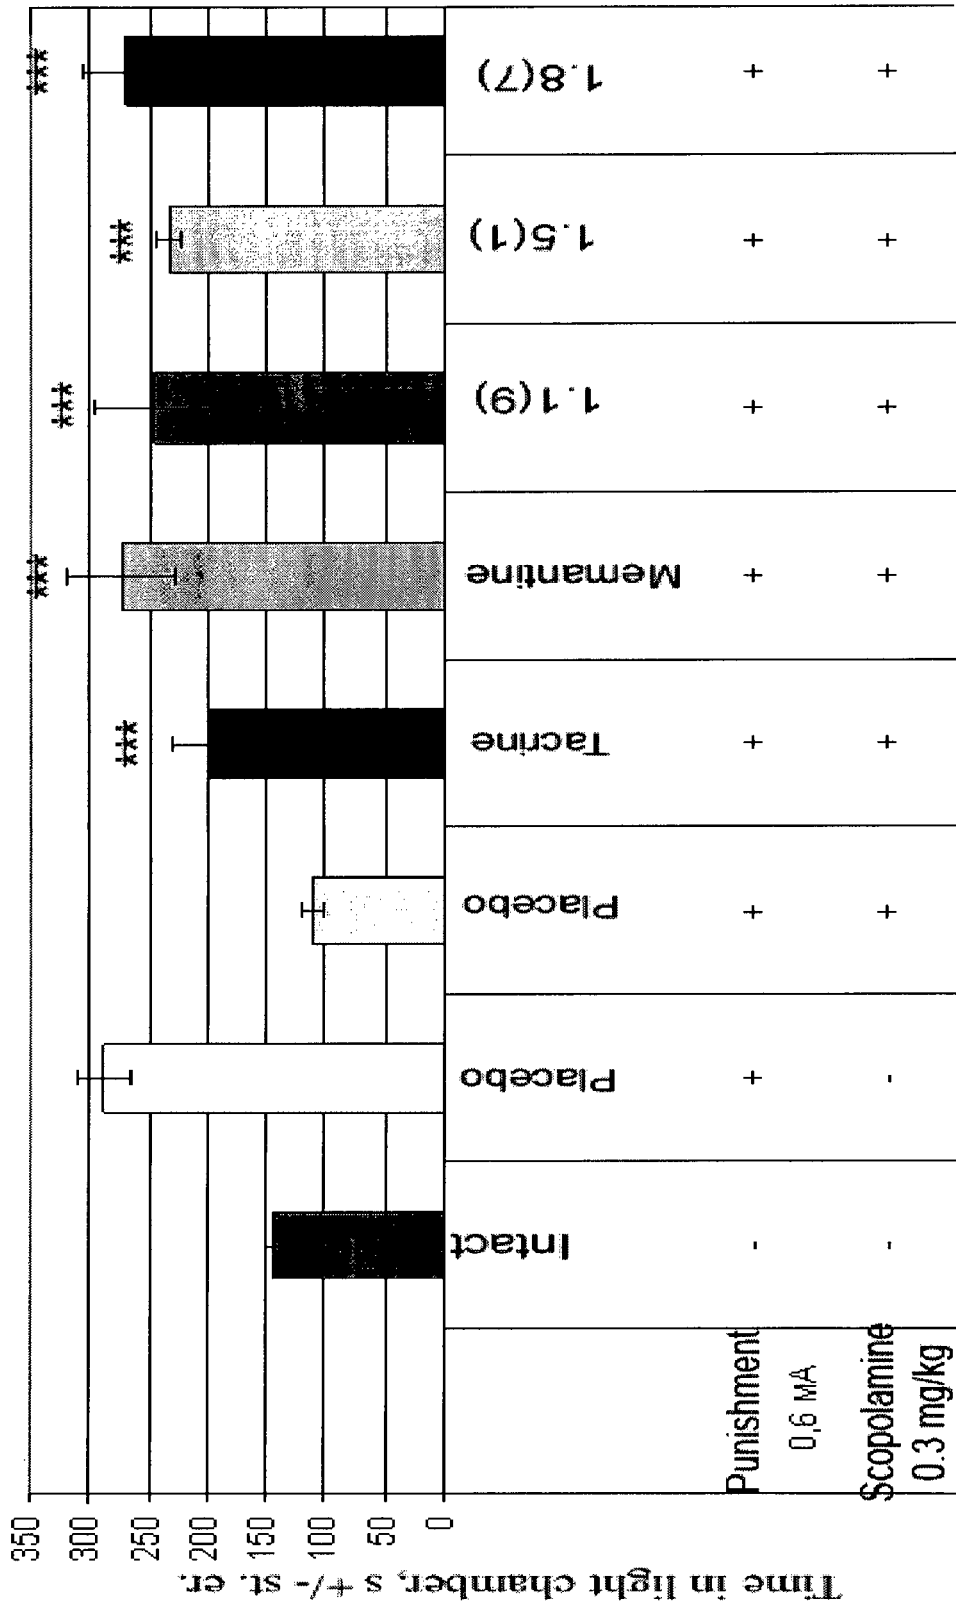 Time in light chamber, s +/- st. er.
350
300
250
200
150
100
50
0
***
***
***
***
***
Intact Placebo Placebo Tacrine Memantine 1.1(9) 1.5(1) 1.8(7)
Punishment - + + + + + + +
0,6 MA
Scopolamine - - + + + + + +
0.3 mg/kg